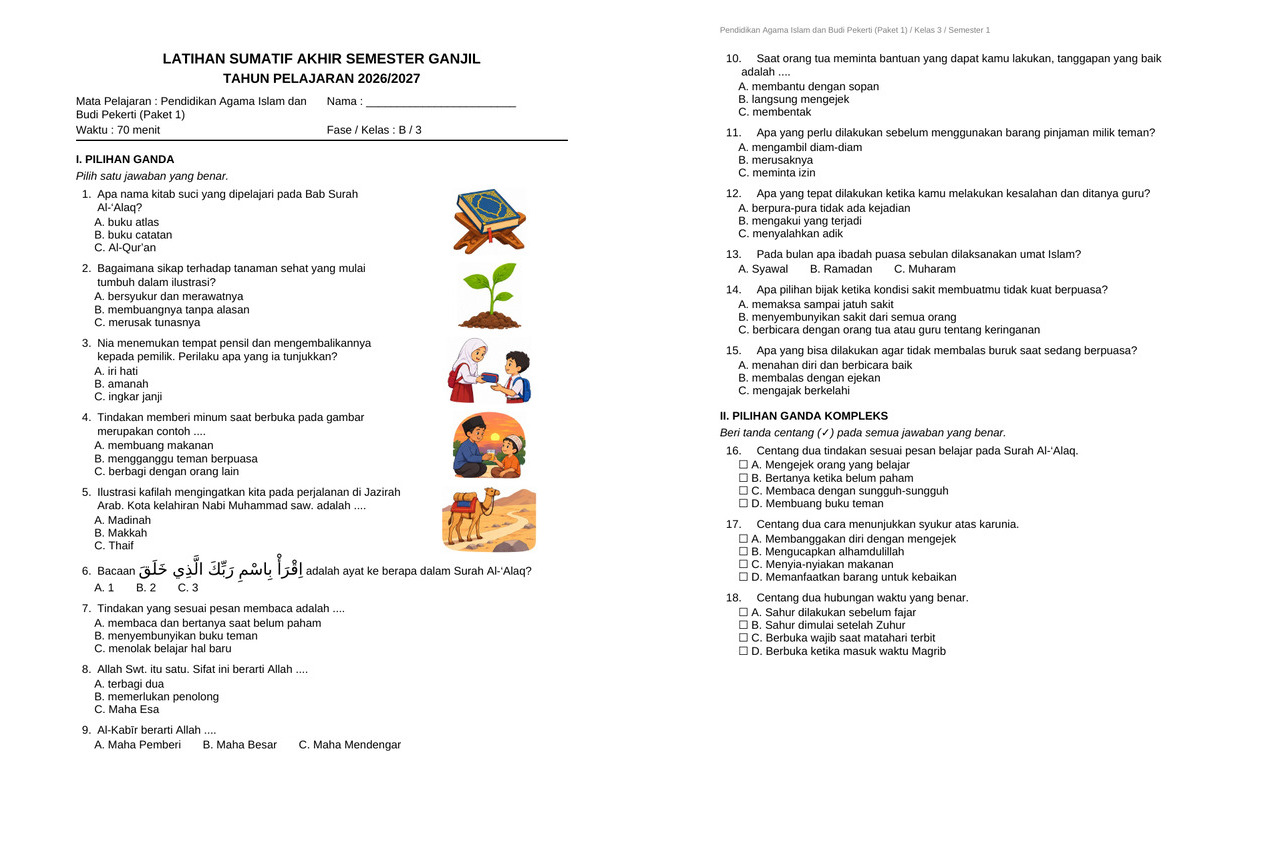 LATIHAN SUMATIF AKHIR SEMESTER GANJIL
TAHUN PELAJARAN 2026/2027
Mata Pelajaran : Pendidikan Agama Islam dan Budi Pekerti (Paket 1)
Nama : _________________________
Waktu : 70 menit
Fase / Kelas : B / 3
I. PILIHAN GANDA
Pilih satu jawaban yang benar.
1. Apa nama kitab suci yang dipelajari pada Bab Surah
Al-‘Alaq?
A. buku atlas
B. buku catatan
C. Al-Qur’an
2. Bagaimana sikap terhadap tanaman sehat yang mulai
tumbuh dalam ilustrasi?
A. bersyukur dan merawatnya
B. membuangnya tanpa alasan
C. merusak tunasnya
3. Nia menemukan tempat pensil dan mengembalikannya
kepada pemilik. Perilaku apa yang ia tunjukkan?
A. iri hati
B. amanah
C. ingkar janji
4. Tindakan memberi minum saat berbuka pada gambar
merupakan contoh ....
A. membuang makanan
B. mengganggu teman berpuasa
C. berbagi dengan orang lain
5. Ilustrasi kafilah mengingatkan kita pada perjalanan di Jazirah
Arab. Kota kelahiran Nabi Muhammad saw. adalah ....
A. Madinah
B. Makkah
C. Thaif
6. Bacaan اِقْرَأْ بِاسْمِ رَبِّكَ الَّذِي خَلَقَ adalah ayat ke berapa dalam Surah Al-‘Alaq?
A. 1 B. 2 C. 3
7. Tindakan yang sesuai pesan membaca adalah ....
A. membaca dan bertanya saat belum paham
B. menyembunyikan buku teman
C. menolak belajar hal baru
8. Allah Swt. itu satu. Sifat ini berarti Allah ....
A. terbagi dua
B. memerlukan penolong
C. Maha Esa
9. Al-Kabīr berarti Allah ....
A. Maha Pemberi B. Maha Besar C. Maha Mendengar
Pendidikan Agama Islam dan Budi Pekerti (Paket 1) / Kelas 3 / Semester 1
10. Saat orang tua meminta bantuan yang dapat kamu lakukan, tanggapan yang baik
adalah ....
A. membantu dengan sopan
B. langsung mengejek
C. membentak
11. Apa yang perlu dilakukan sebelum menggunakan barang pinjaman milik teman?
A. mengambil diam-diam
B. merusaknya
C. meminta izin
12. Apa yang tepat dilakukan ketika kamu melakukan kesalahan dan ditanya guru?
A. berpura-pura tidak ada kejadian
B. mengakui yang terjadi
C. menyalahkan adik
13. Pada bulan apa ibadah puasa sebulan dilaksanakan umat Islam?
A. Syawal B. Ramadan C. Muharam
14. Apa pilihan bijak ketika kondisi sakit membuatmu tidak kuat berpuasa?
A. memaksa sampai jatuh sakit
B. menyembunyikan sakit dari semua orang
C. berbicara dengan orang tua atau guru tentang keringanan
15. Apa yang bisa dilakukan agar tidak membalas buruk saat sedang berpuasa?
A. menahan diri dan berbicara baik
B. membalas dengan ejekan
C. mengajak berkelahi
II. PILIHAN GANDA KOMPLEKS
Beri tanda centang (✓) pada semua jawaban yang benar.
16. Centang dua tindakan sesuai pesan belajar pada Surah Al-‘Alaq.
☐ A. Mengejek orang yang belajar
☐ B. Bertanya ketika belum paham
☐ C. Membaca dengan sungguh-sungguh
☐ D. Membuang buku teman
17. Centang dua cara menunjukkan syukur atas karunia.
☐ A. Membanggakan diri dengan mengejek
☐ B. Mengucapkan alhamdulillah
☐ C. Menyia-nyiakan makanan
☐ D. Memanfaatkan barang untuk kebaikan
18. Centang dua hubungan waktu yang benar.
☐ A. Sahur dilakukan sebelum fajar
☐ B. Sahur dimulai setelah Zuhur
☐ C. Berbuka wajib saat matahari terbit
☐ D. Berbuka ketika masuk waktu Magrib